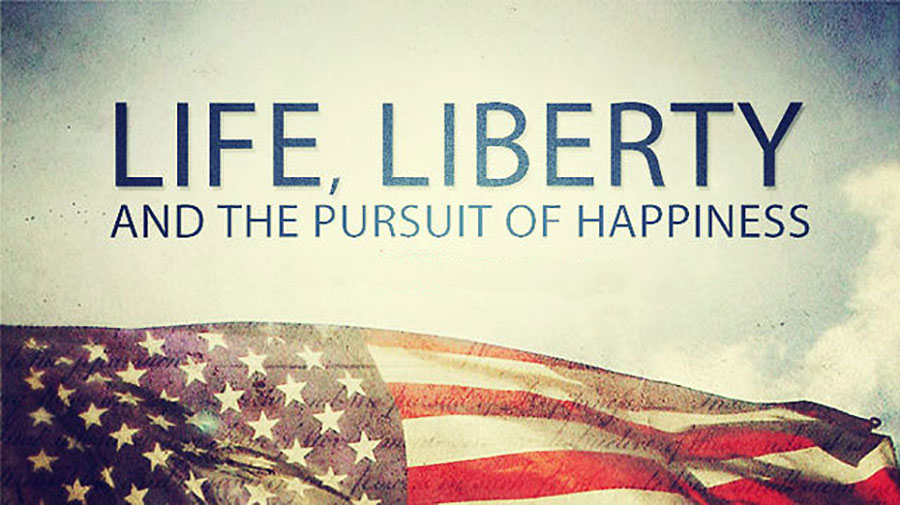 LIFE, LIBERTY
AND THE PURSUIT OF HAPPINESS